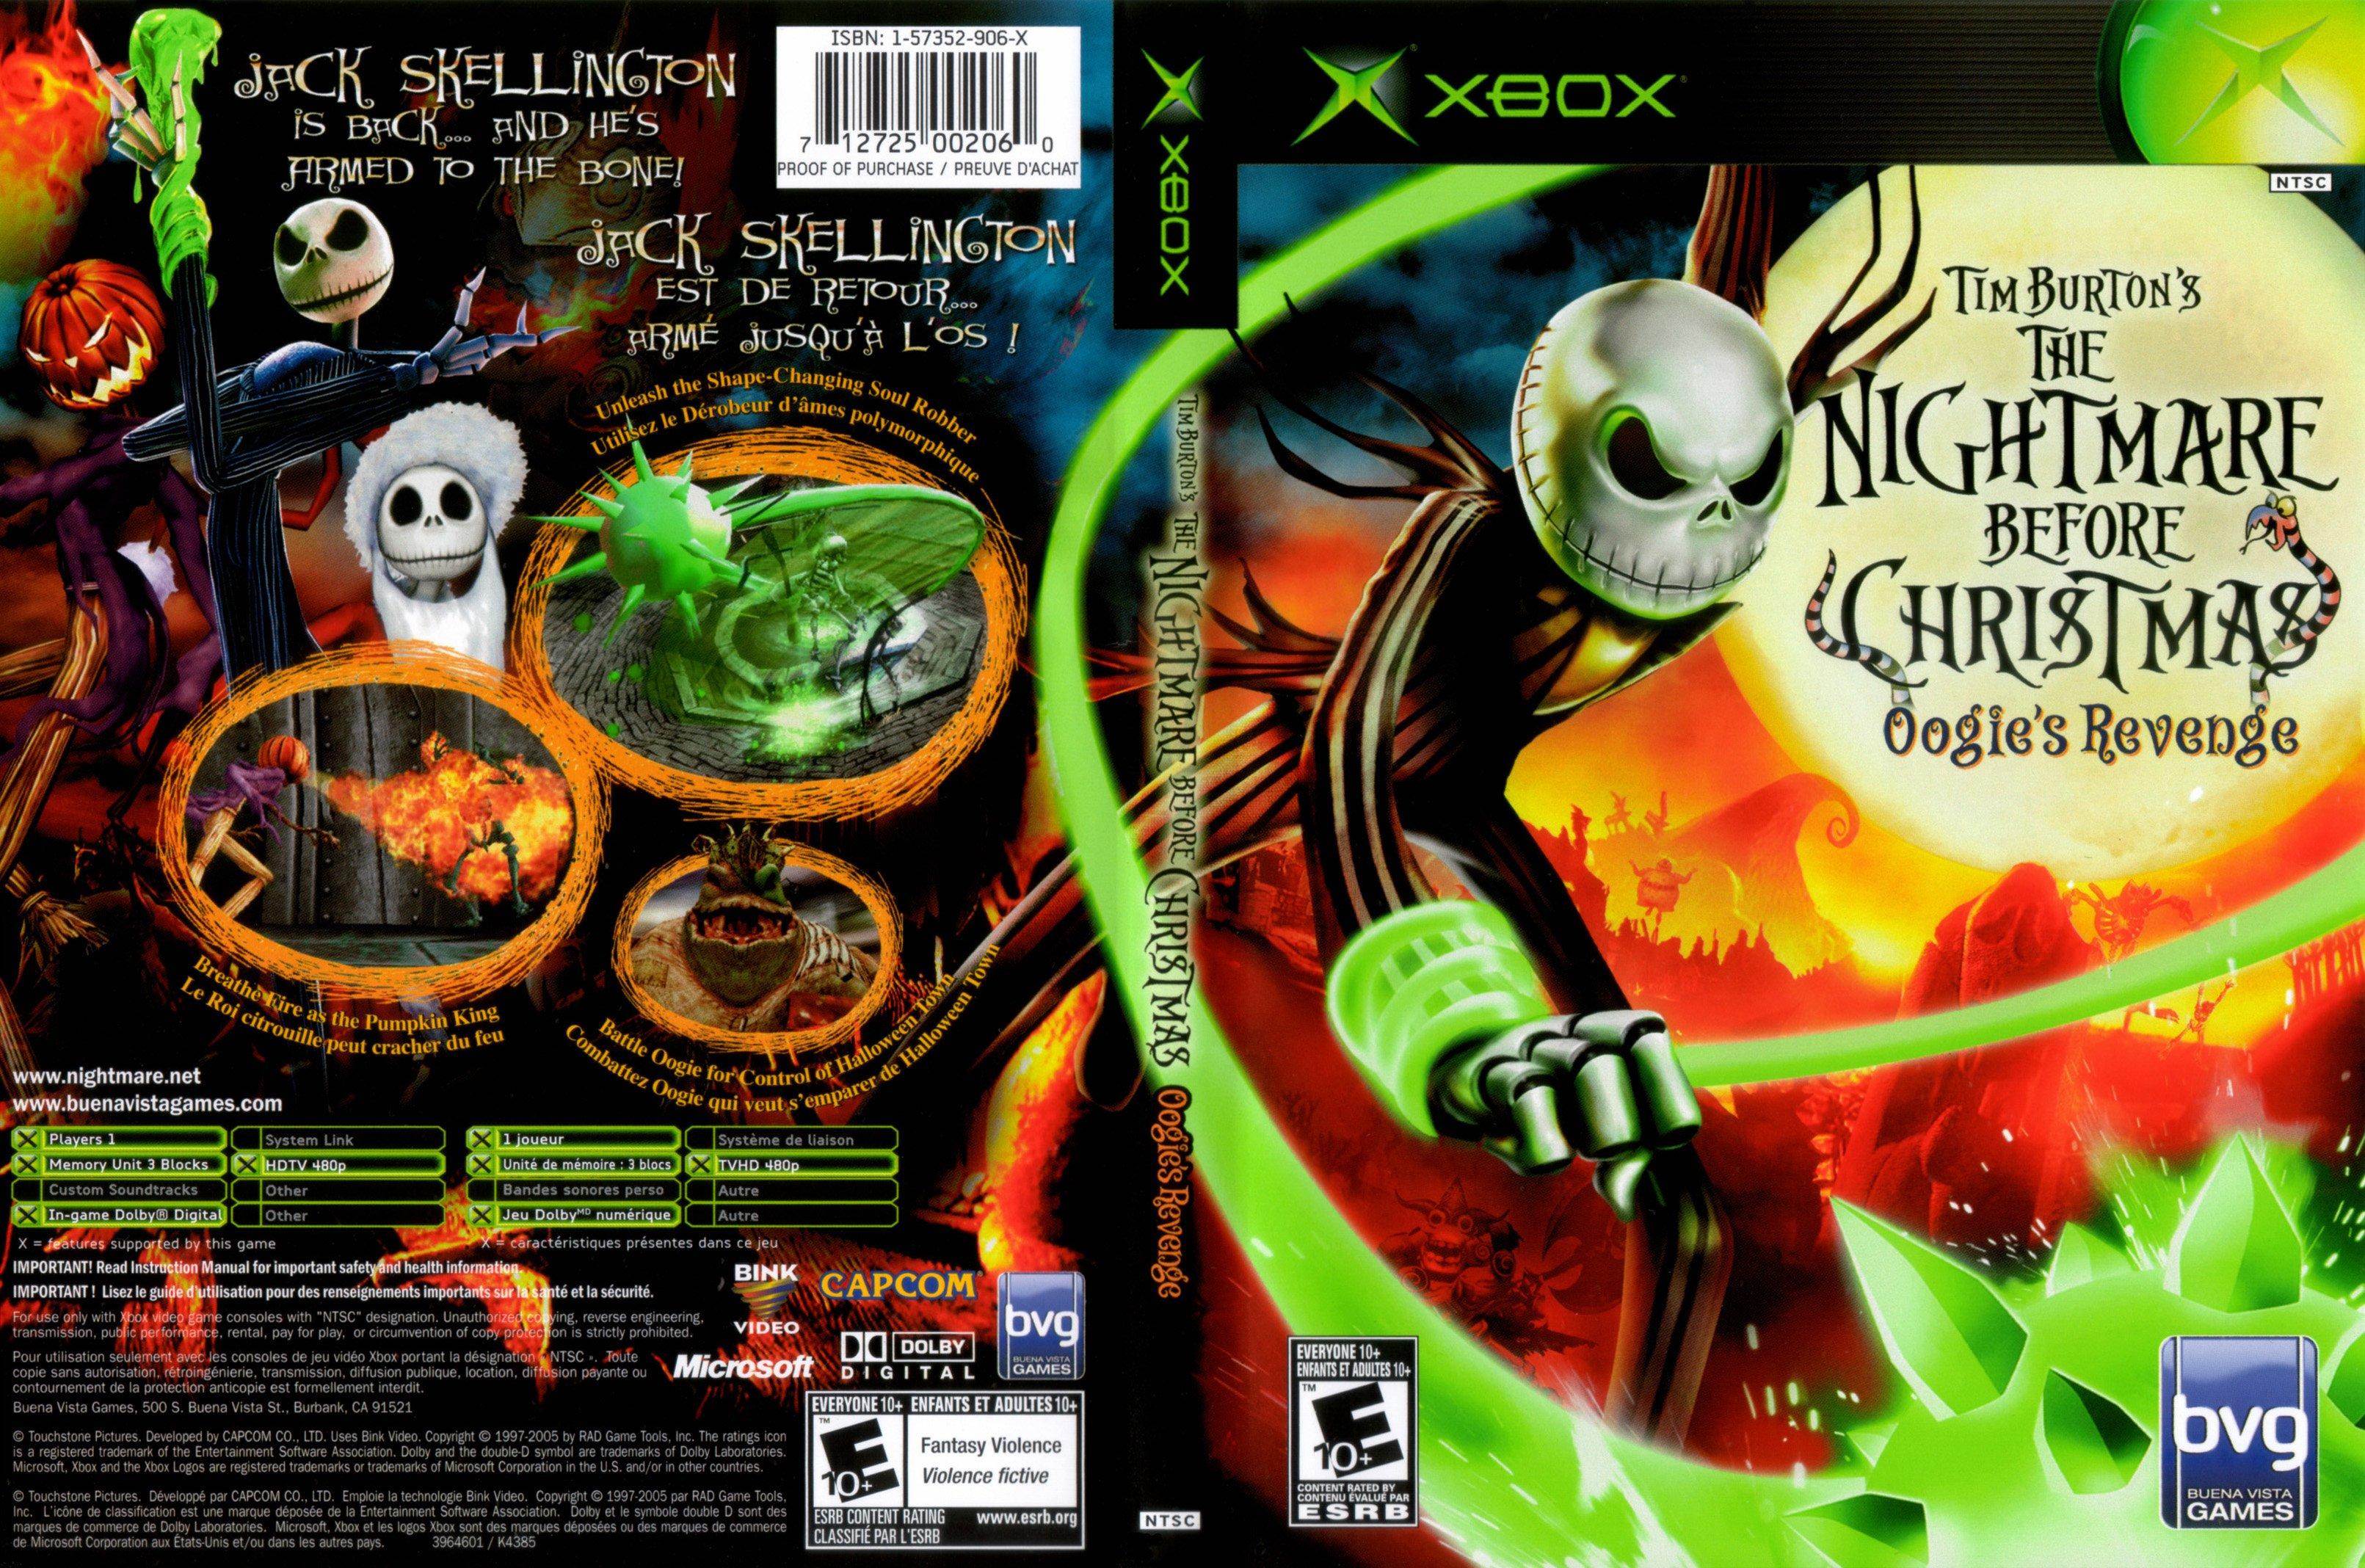 JACK SKELLINGTON
IS BACK... AND HE'S
ARMED TO THE BONE!
ISBN: 1-57352-906-X
7 12725 00206 0
PROOF OF PURCHASE / PREUVE D'ACHAT
JACK SKELLINGTON
EST DE RETOUR...
ARMÉ JUSQU'À L'OS !
Unleash the Shape-Changing Soul Robber
Utilisez le Dérobeur d'âmes polymorphique
Breathe Fire as the Pumpkin King
Le Roi citrouille peut cracher du feu
Battle Oogie for Control of Halloween Town
Combattez Oogie qui veut s'emparer de Halloween Town
www.nightmare.net
www.buenavistagames.com
Players 1 System Link
Memory Unit 3 Blocks HDTV 480p
Custom Soundtracks Other
In-game Dolby® Digital Other
X = features supported by this game
1 joueur Système de liaison
Unité de mémoire : 3 blocs TVHD 480p
Bandes sonores perso Autre
Jeu Dolbyᴹᴰ numérique Autre
X = caractéristiques présentes dans ce jeu
IMPORTANT! Read Instruction Manual for important safety and health information.
IMPORTANT ! Lisez le guide d'utilisation pour des renseignements importants sur la santé et la sécurité.
For use only with Xbox video game consoles with "NTSC" designation. Unauthorized copying, reverse engineering,
transmission, public performance, rental, pay for play, or circumvention of copy protection is strictly prohibited.
Pour utilisation seulement avec les consoles de jeu vidéo Xbox portant la désignation « NTSC ». Toute
copie sans autorisation, rétroingénierie, transmission, diffusion publique, location, diffusion payante ou
contournement de la protection anticopie est formellement interdit.
Buena Vista Games, 500 S. Buena Vista St., Burbank, CA 91521
© Touchstone Pictures. Developed by CAPCOM CO., LTD. Uses Bink Video. Copyright © 1997-2005 by RAD Game Tools, Inc. The ratings icon
is a registered trademark of the Entertainment Software Association. Dolby and the double-D symbol are trademarks of Dolby Laboratories.
Microsoft, Xbox and the Xbox Logos are registered trademarks or trademarks of Microsoft Corporation in the U.S. and/or in other countries.
© Touchstone Pictures. Développé par CAPCOM CO., LTD. Emploie la technologie Bink Video. Copyright © 1997-2005 par RAD Game Tools,
Inc. L'icône de classification est une marque déposée de la Entertainment Software Association. Dolby et le symbole double D sont des
marques de commerce de Dolby Laboratories. Microsoft, Xbox et les logos Xbox sont des marques déposées ou des marques de commerce
de Microsoft Corporation aux États-Unis et/ou dans les autres pays. 3964601 / K4385
BINK
VIDEO
CAPCOM
Microsoft
DOLBY
DIGITAL
bvg
BUENA VISTA
GAMES
EVERYONE 10+ ENFANTS ET ADULTES 10+
TM
E
10+
Fantasy Violence
Violence fictive
ESRB CONTENT RATING www.esrb.org
CLASSIFIÉ PAR L'ESRB
XBOX
TIM BURTON'S THE NIGHTMARE BEFORE CHRISTMAS Oogie's Revenge
NTSC
XBOX®
NTSC
TIM BURTON'S
THE
NIGHTMARE
BEFORE
CHRISTMAS
Oogie's Revenge
EVERYONE 10+
ENFANTS ET ADULTES 10+
TM
E
10+
CONTENT RATED BY
CONTENU ÉVALUÉ PAR
ESRB
bvg
BUENA VISTA
GAMES